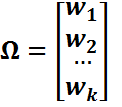 Ω = [w₁
w₂
...
wₖ]